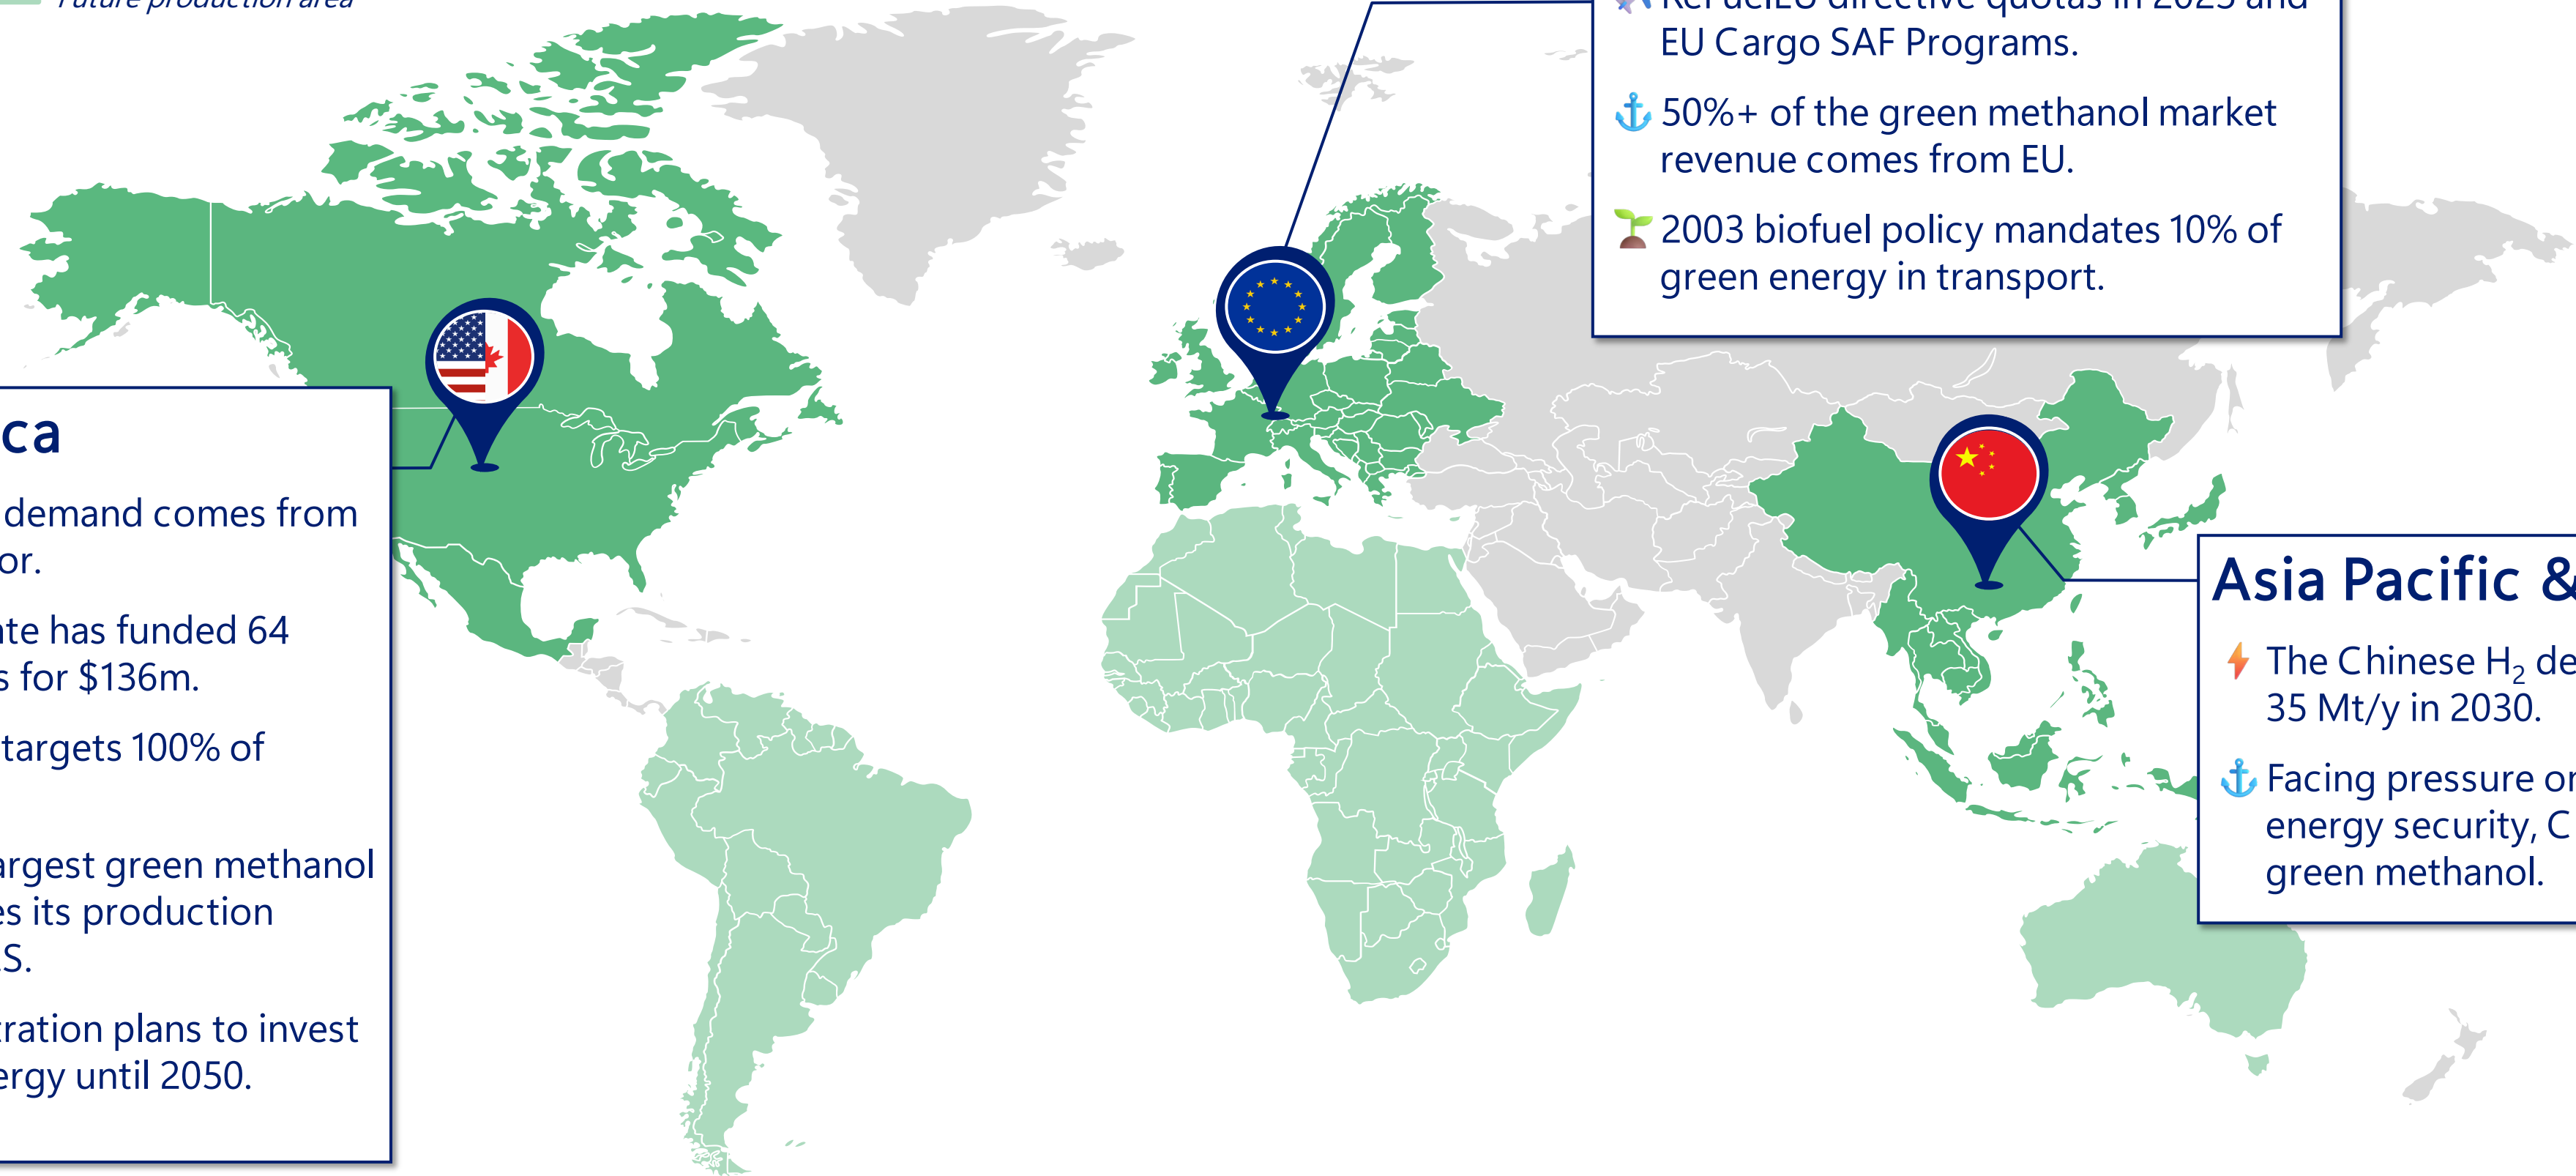 Future production area
RefuelEU directive quotas in 2025 and
EU Cargo SAF Programs.
50%+ of the green methanol market
revenue comes from EU.
2003 biofuel policy mandates 10% of
green energy in transport.
ca
demand comes from
or.
ate has funded 64
s for $136m.
targets 100% of
argest green methanol
es its production
.S.
tration plans to invest
ergy until 2050.
Asia Pacific &
The Chinese H₂ de
35 Mt/y in 2030.
Facing pressure or
energy security, C
green methanol.